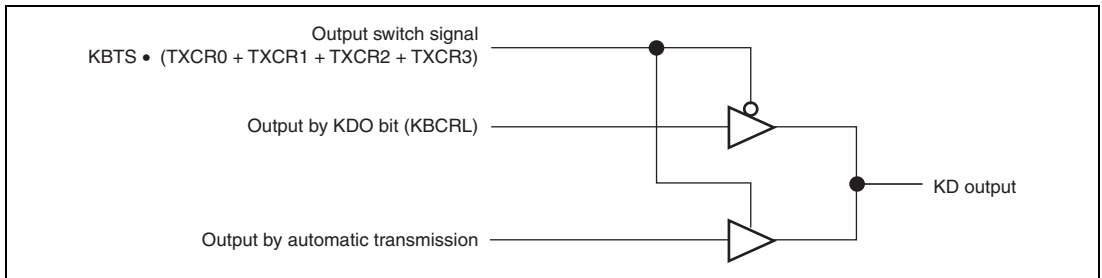 Output switch signal
KBTS • (TXCR0 + TXCR1 + TXCR2 + TXCR3)
Output by KDO bit (KBCRL)
KD output
Output by automatic transmission